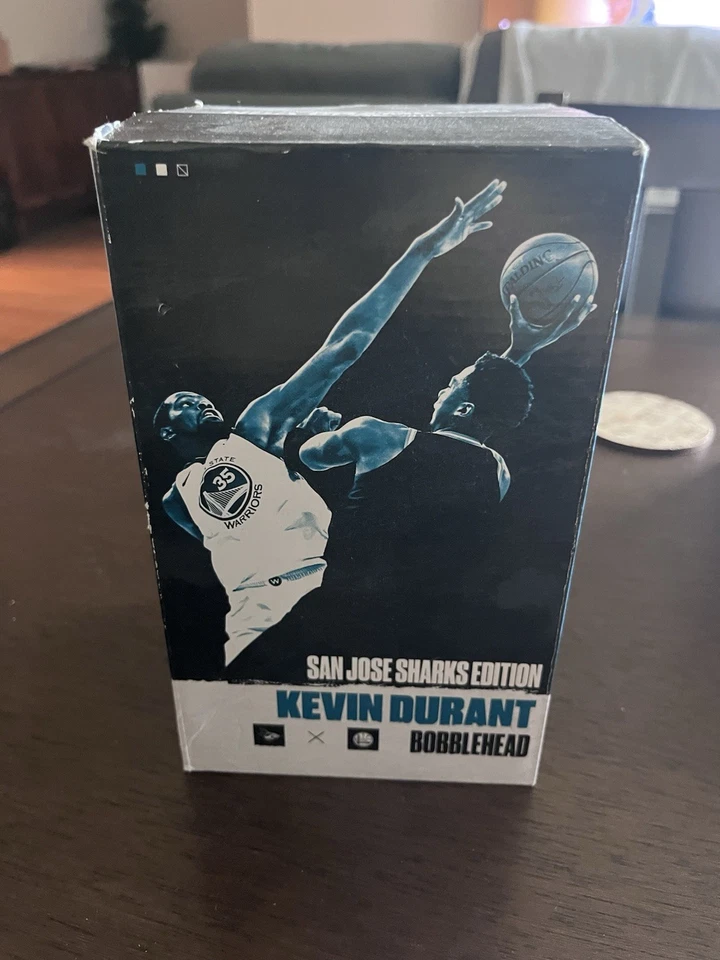 SPALDING
STATE
35
WARRIORS
W
SAN JOSE SHARKS EDITION
KEVIN DURANT
BOBBLEHEAD